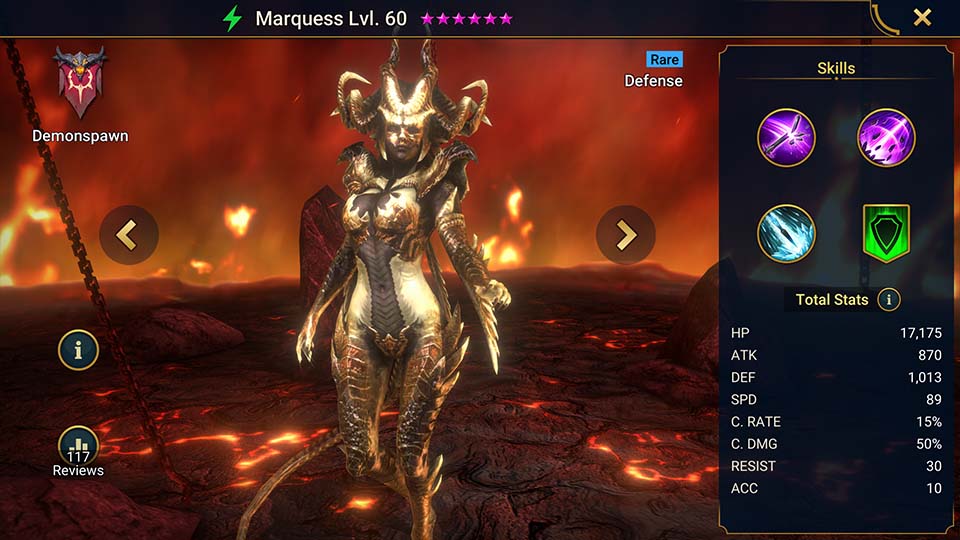 Marquess Lvl. 60
Rare
Defense
Demonspawn
Skills
Total Stats i
HP 17,175
ATK 870
DEF 1,013
SPD 89
C. RATE 15%
C. DMG 50%
RESIST 30
ACC 10
i
117
Reviews